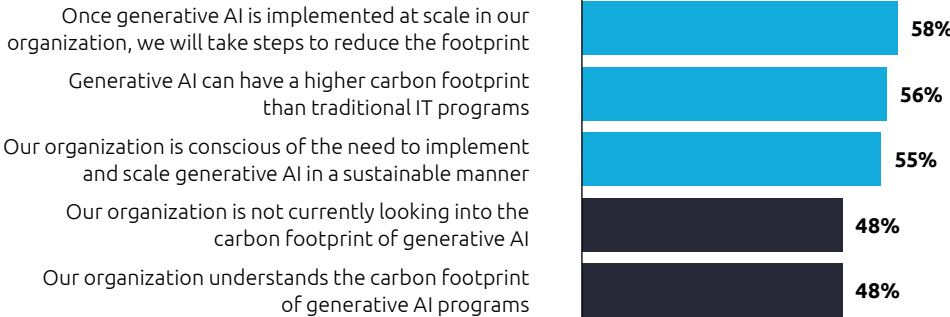 Once generative AI is implemented at scale in our
organization, we will take steps to reduce the footprint
58%
Generative AI can have a higher carbon footprint
than traditional IT programs
56%
Our organization is conscious of the need to implement
and scale generative AI in a sustainable manner
55%
Our organization is not currently looking into the
carbon footprint of generative AI
48%
Our organization understands the carbon footprint
of generative AI programs
48%